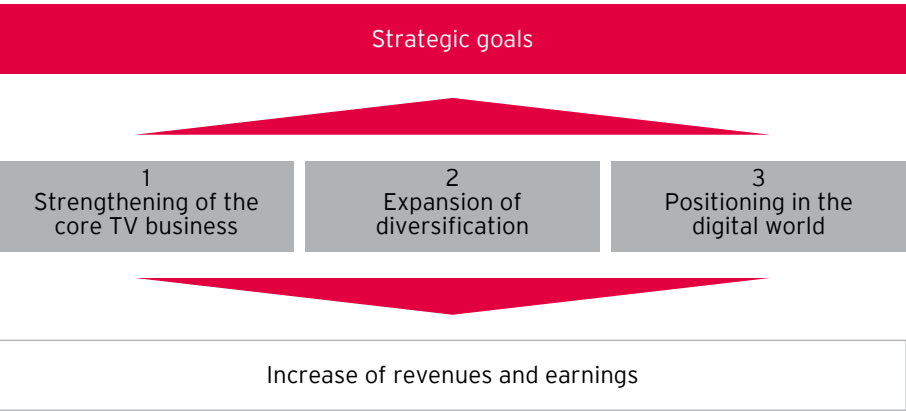 Strategic goals
1
Strengthening of the
core TV business
2
Expansion of
diversification
3
Positioning in the
digital world
Increase of revenues and earnings